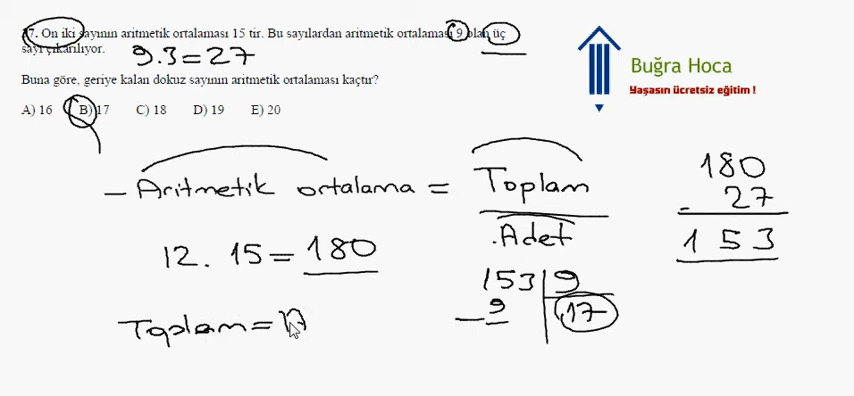 27. On iki sayının aritmetik ortalaması 15 tir. Bu sayılardan aritmetik ortalaması 9 olan üç
sayı çıkarılıyor.
9.3=27
Buna göre, geriye kalan dokuz sayının aritmetik ortalaması kaçtır?
A) 16 B) 17 C) 18 D) 19 E) 20
Buğra Hoca
Yaşasın ücretsiz eğitim !
- Aritmetik ortalama = Toplam
Adet
12. 15 = 180
180
- 27
153
153 9
- 9 17
Toplam =